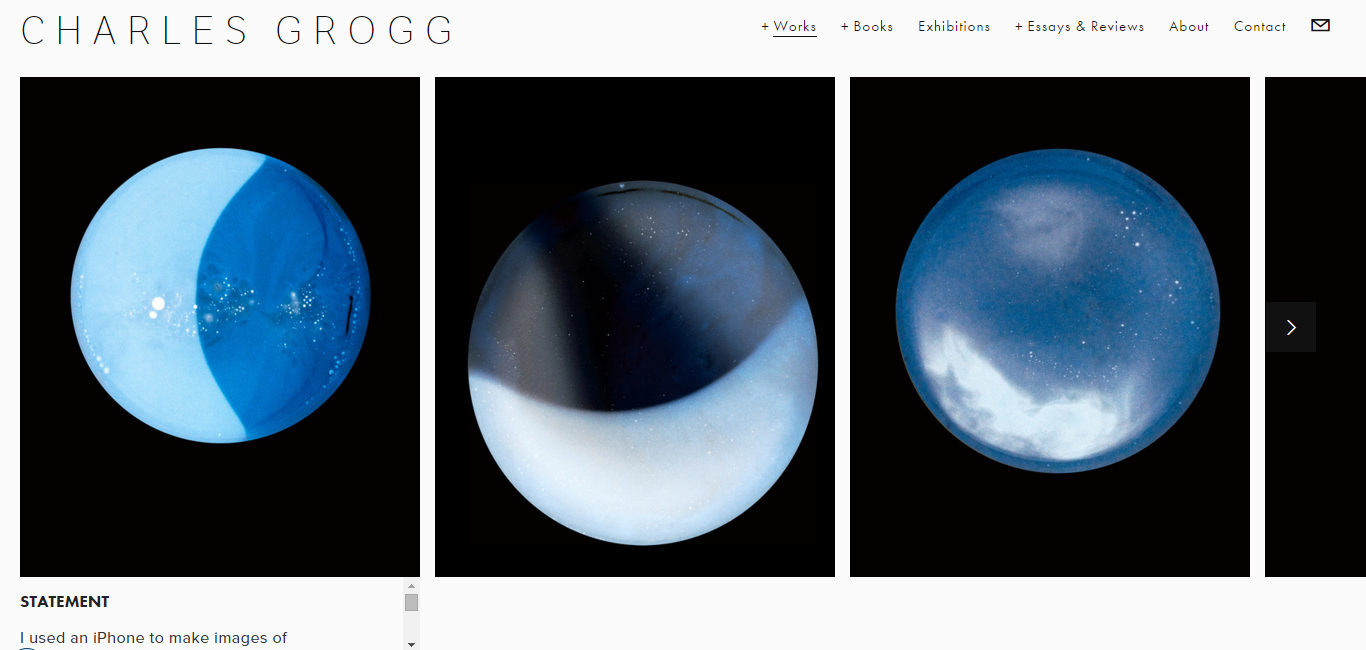 CHARLES GROGG
+ Works + Books Exhibitions + Essays & Reviews About Contact
STATEMENT
I used an iPhone to make images of